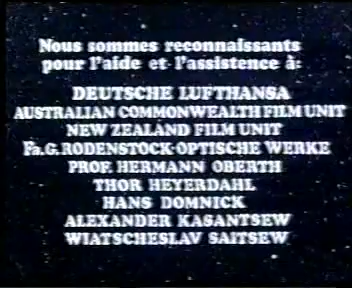 Nous sommes reconnaissants
pour l'aide et l'assistence à:
DEUTSCHE LUFTHANSA
AUSTRALIAN COMMONWEALTH FILM UNIT
NEW ZEALAND FILM UNIT
Fa. G. RODENSTOCK-OPTISCHE WERKE
PROF. HERMANN OBERTH
THOR HEYERDAHL
HANS DOMNICK
ALEXANDER KASANTSEW
WIATSCHESLAV SAITSEW